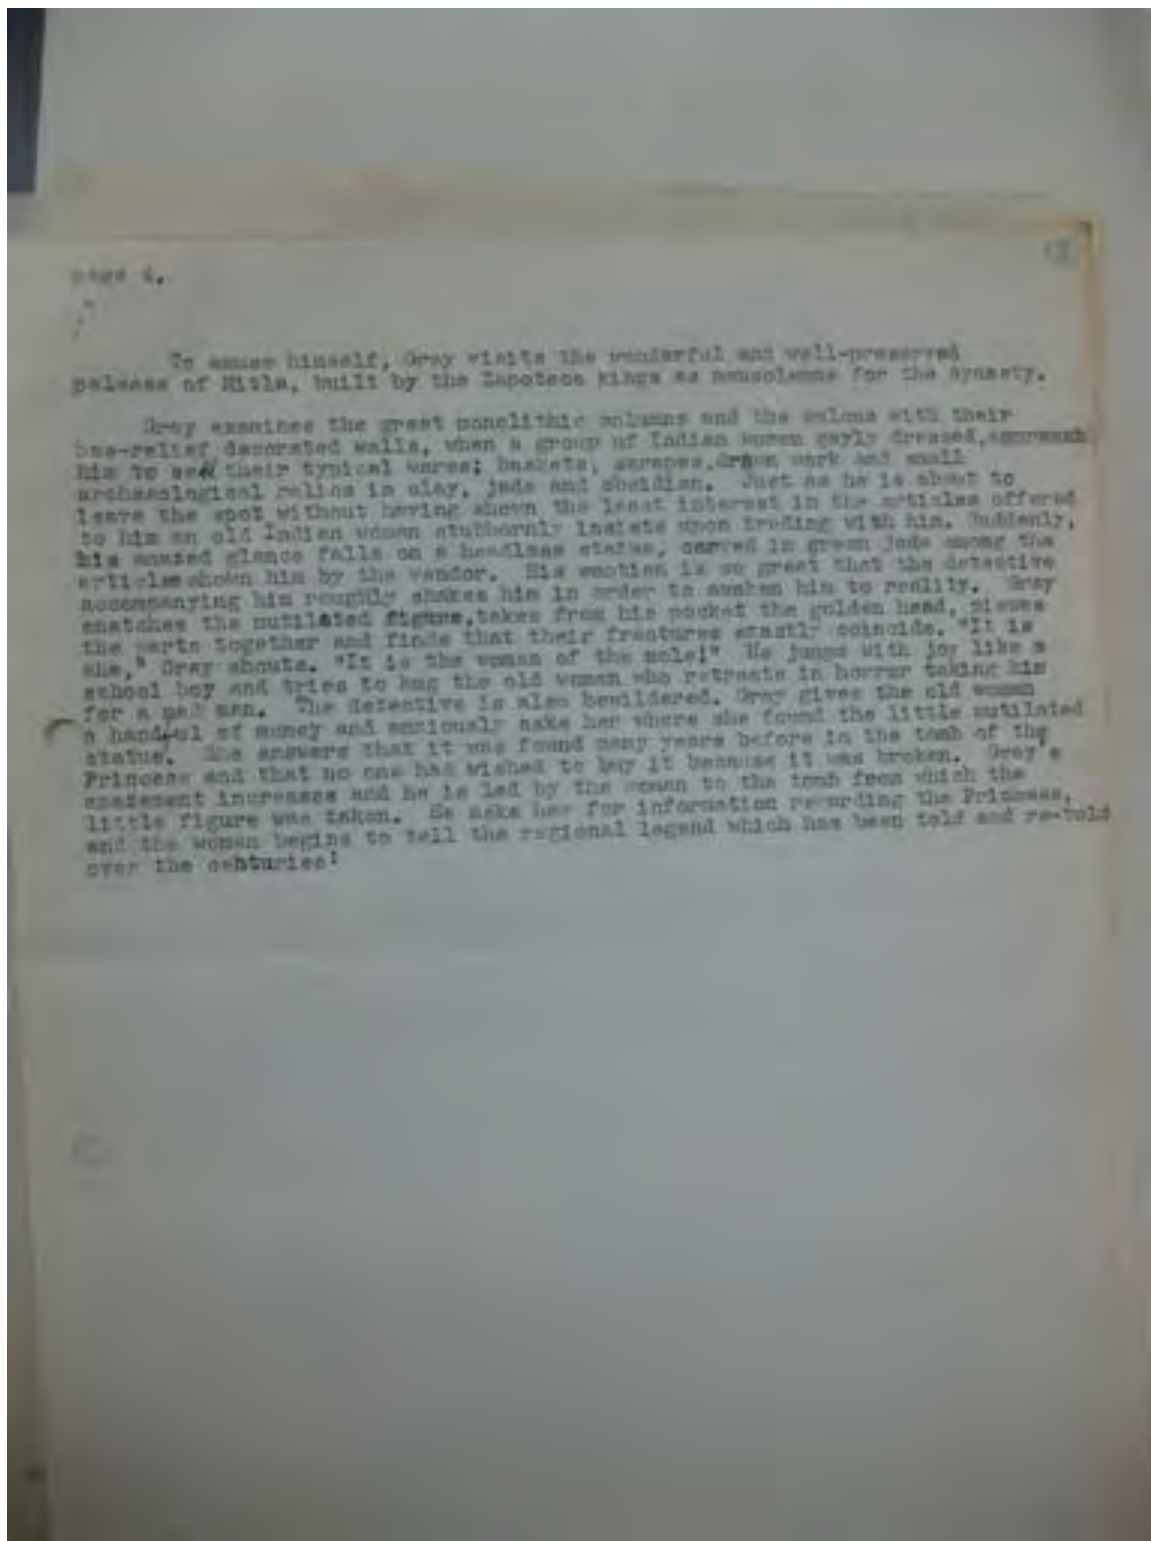 page 4.
To amuse himself, Gray visits the wonderful and well-preserved
palaces of Mitla, built by the Zapotecs kings as mausoleums for the dynasty.
Gray examines the great monolithic columns and the salons with their
bas-relief decorated walls, when a group of Indian women gayly dressed, approach
him to sell their typical wares; baskets, serapes, drawn work and small
archaeological relics in clay, jade and obsidian. Just as he is about to
leave the spot without having shown the least interest in the articles offered
to him an old Indian woman stubbornly insists upon trading with him. Suddenly,
his amazed glance falls on a headless statue, carved in green jade among the
articles shown him by the vendor. His emotion is so great that the detective
accompanying him roughly shakes him in order to awaken him to reality. Gray
snatches the mutilated figure, takes from his pocket the golden head, pieces
the parts together and finds that their fractures exactly coincide. "It is
she," Gray shouts. "It is the woman of the mole!" He jumps with joy like a
school boy and tries to hug the old woman who retreats in horror taking him
for a mad man. The detective is also bewildered. Gray gives the old woman
a handful of money and anxiously asks her where she found the little mutilated
statue. She answers that it was found many years before in the tomb of the
Princess and that no one has wished to buy it because it was broken. Gray's
amazement increases and he is led by the woman to the tomb from which the
little figure was taken. He asks her for information regarding the Princess,
and the woman begins to tell the regional legend which has been told and re-told
over the centuries: